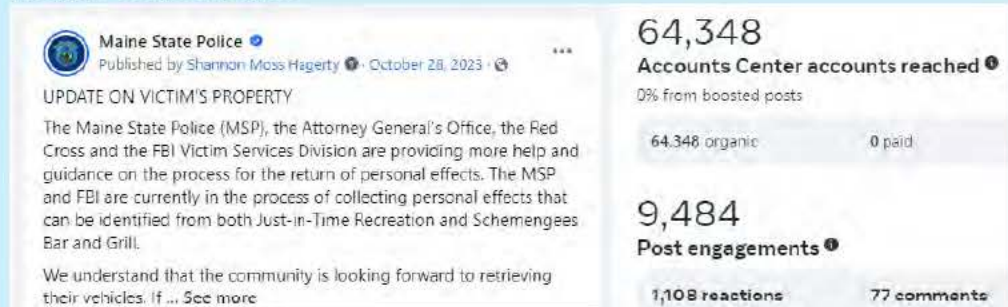 Maine State Police
Published by Shannon Moss Hagerty · October 28, 2023 ·
UPDATE ON VICTIM'S PROPERTY
The Maine State Police (MSP), the Attorney General's Office, the Red
Cross and the FBI Victim Services Division are providing more help and
guidance on the process for the return of personal effects. The MSP
and FBI are currently in the process of collecting personal effects that
can be identified from both Just-in-Time Recreation and Schemengees
Bar and Grill.
We understand that the community is looking forward to retrieving
their vehicles. If ... See more
64,348
Accounts Center accounts reached
0% from boosted posts
64,348 organic 0 paid
9,484
Post engagements
1,108 reactions 77 comments